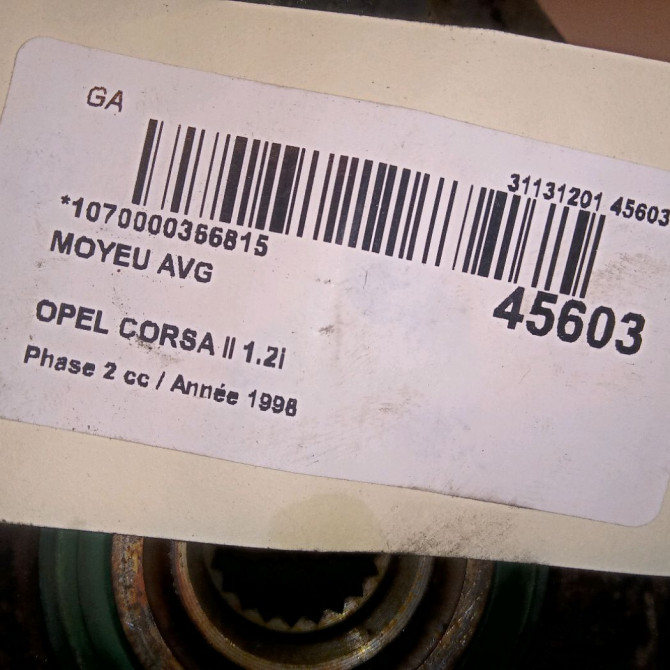 GA
31131201 45603
*1070000366815
45603
MOYEU AVG
OPEL CORSA II 1.2i
Phase 2 cc / Année 1998